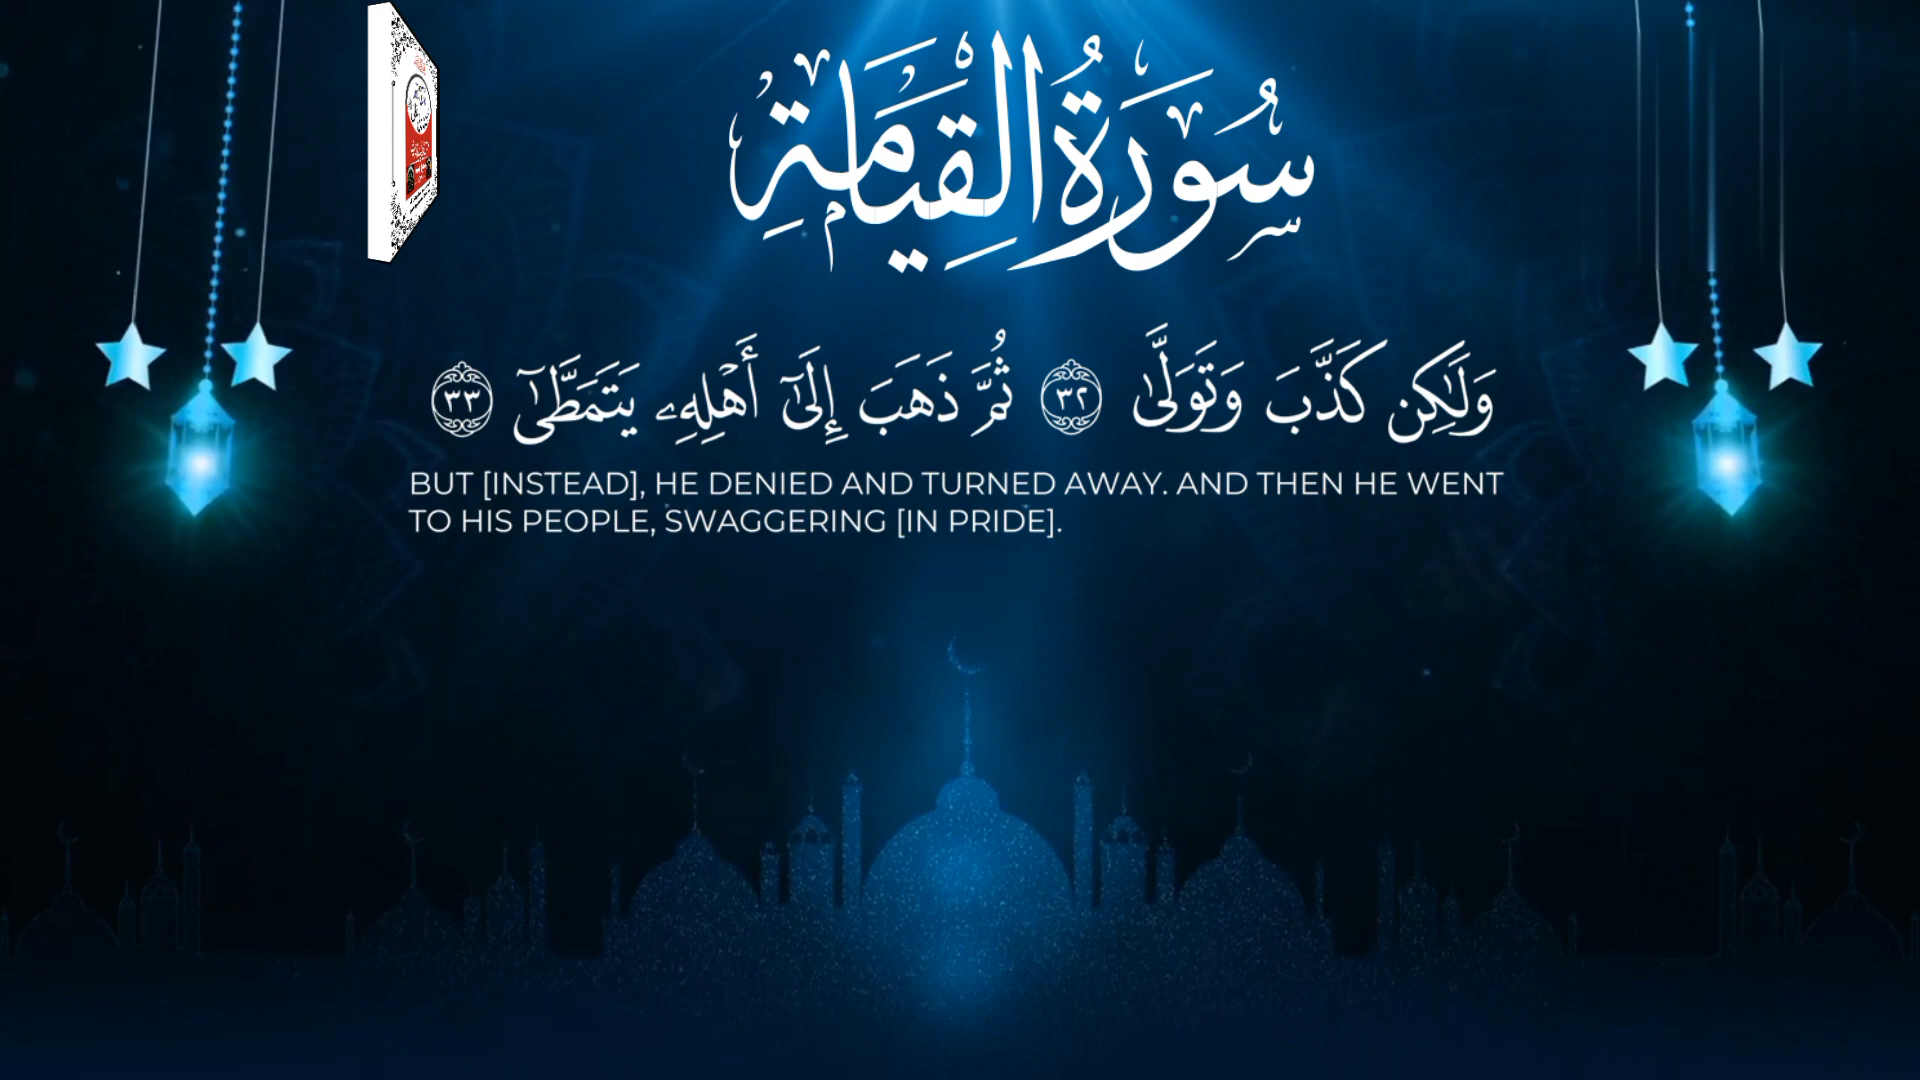 سُورَةُ الْقِيَامَةِ
وَلَٰكِن كَذَّبَ وَتَوَلَّىٰ ٣٢ ثُمَّ ذَهَبَ إِلَىٰٓ أَهْلِهِۦ يَتَمَطَّىٰٓ ٣٣
BUT [INSTEAD], HE DENIED AND TURNED AWAY. AND THEN HE WENT
TO HIS PEOPLE, SWAGGERING [IN PRIDE].